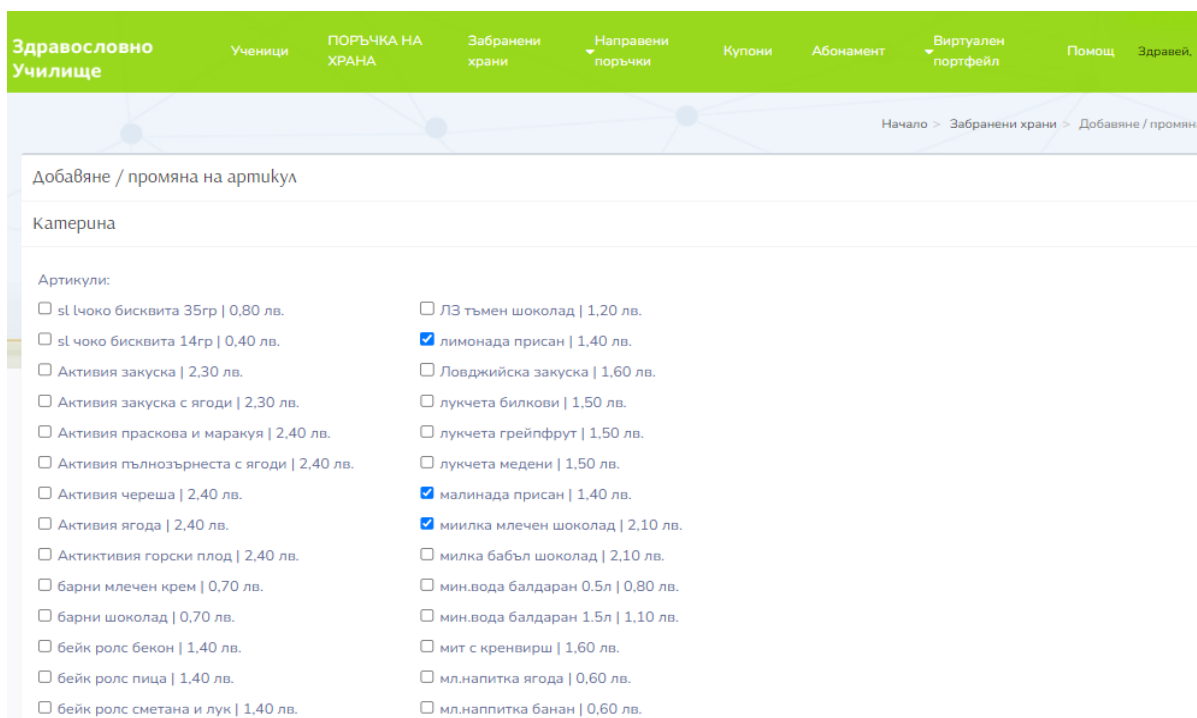 Здравословно
Училище
Ученици
ПОРЪЧКА НА
ХРАНА
Забранени
храни
Направени
поръчки
Купони
Абонамент
Виртуален
портфейл
Помощ
Здравей,
Начало > Забранени храни > Добавяне / промян
Добавяне / промяна на артикул
Катерина
Артикули:
sl lчоко бисквита 35гр | 0,80 лв.
sl чоко бисквита 14гр | 0,40 лв.
Активия закуска | 2,30 лв.
Активия закуска с ягоди | 2,30 лв.
Активия праскова и маракуя | 2,40 лв.
Активия пълнозърнеста с ягоди | 2,40 лв.
Активия череша | 2,40 лв.
Активия ягода | 2,40 лв.
Актиктивия горски плод | 2,40 лв.
барни млечен крем | 0,70 лв.
барни шоколад | 0,70 лв.
бейк ролс бекон | 1,40 лв.
бейк ролс пица | 1,40 лв.
бейк ролс сметана и лук | 1,40 лв.
ЛЗ тъмен шоколад | 1,20 лв.
лимонада присан | 1,40 лв.
Ловджийска закуска | 1,60 лв.
лукчета билкови | 1,50 лв.
лукчета грейпфрут | 1,50 лв.
лукчета медени | 1,50 лв.
малинада присан | 1,40 лв.
миилка млечен шоколад | 2,10 лв.
милка бабъл шоколад | 2,10 лв.
мин.вода балдаран 0.5л | 0,80 лв.
мин.вода балдаран 1.5л | 1,10 лв.
мит с кренвирш | 1,60 лв.
мл.напитка ягода | 0,60 лв.
мл.наппитка банан | 0,60 лв.